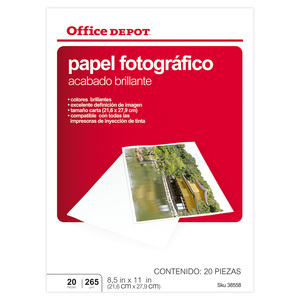 Office DEPOT
papel fotográfico
acabado brillante
• colores brillantes
• excelente definición de imagen
• tamaño carta (21,6 x 27,9 cm)
• compatible con todas las
impresoras de inyección de tinta
CONTENIDO: 20 PIEZAS
20 265 8,5 in x 11 in
(21,6 cm x 27,9 cm)
Sku 38558